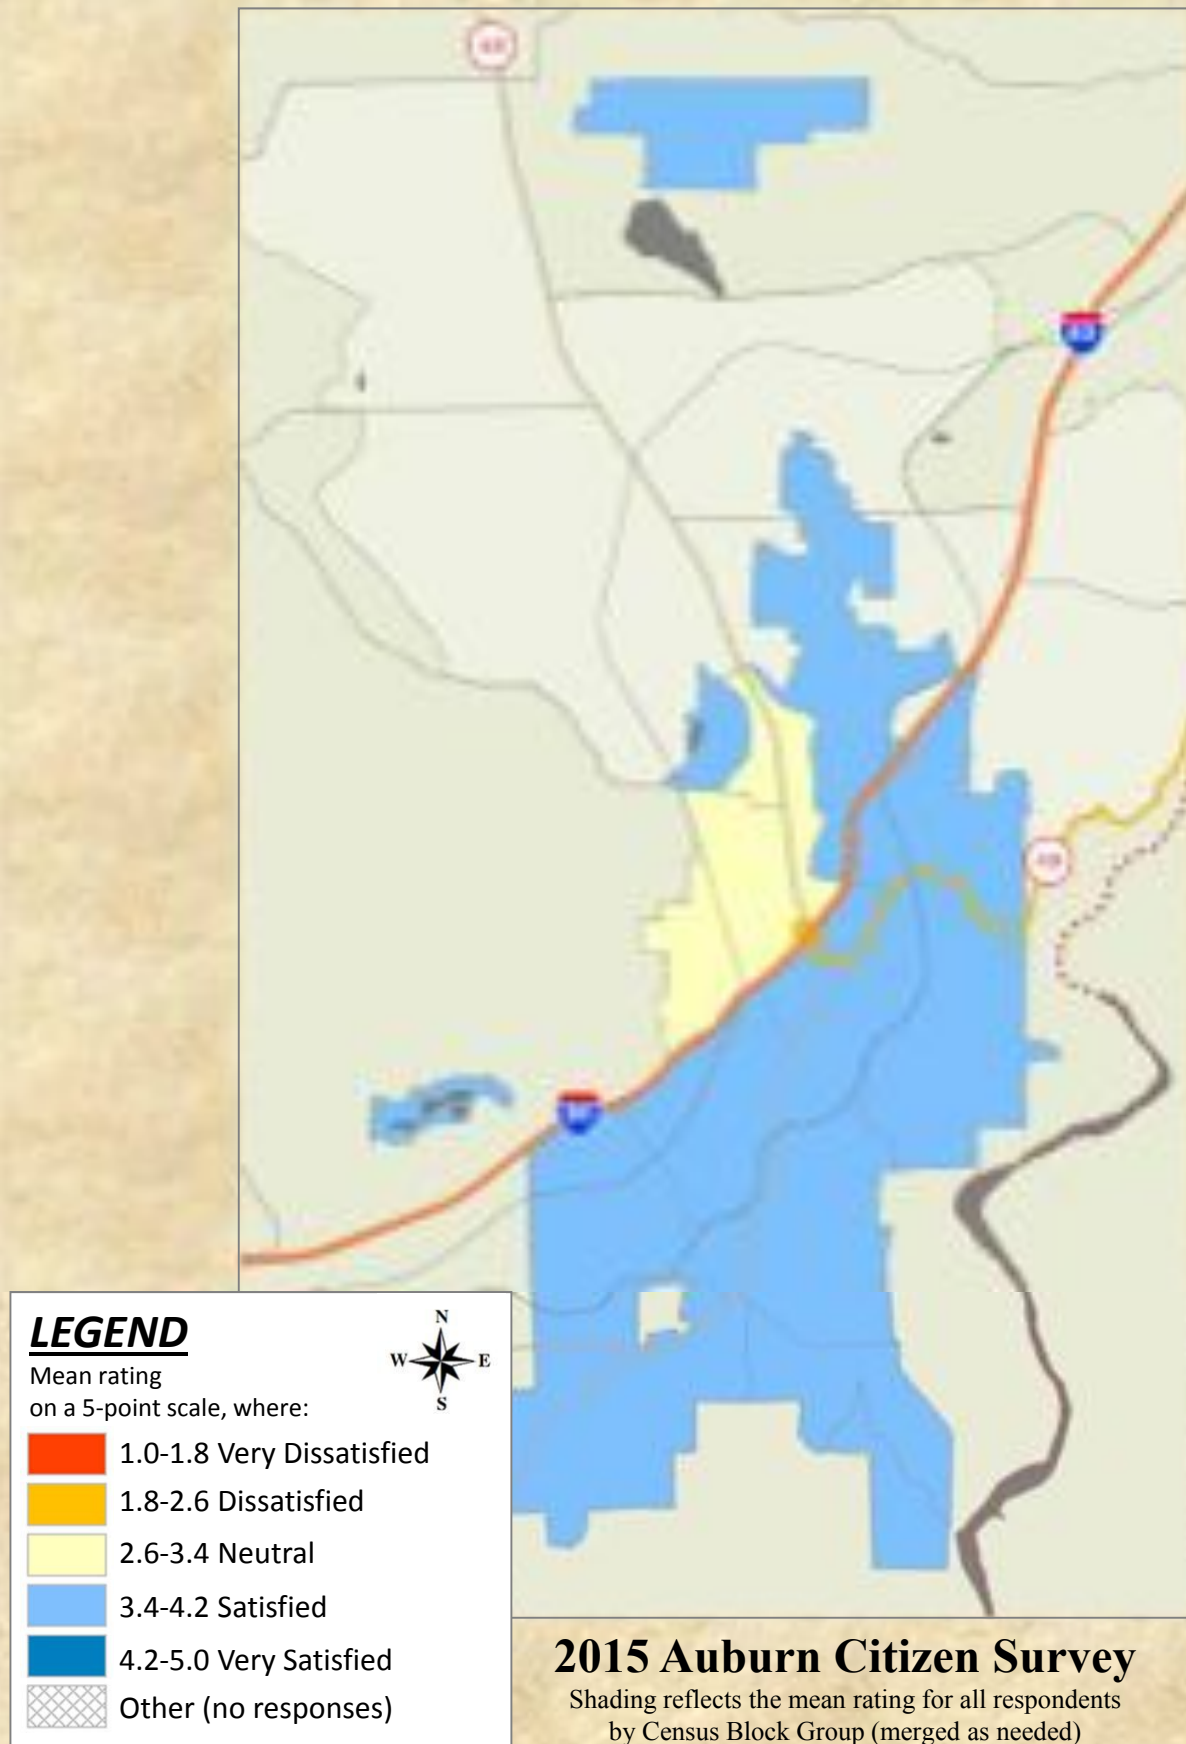 LEGEND
Mean rating
on a 5-point scale, where:
1.0-1.8 Very Dissatisfied
1.8-2.6 Dissatisfied
2.6-3.4 Neutral
3.4-4.2 Satisfied
4.2-5.0 Very Satisfied
Other (no responses)
N
W E
S
2015 Auburn Citizen Survey
Shading reflects the mean rating for all respondents
by Census Block Group (merged as needed)